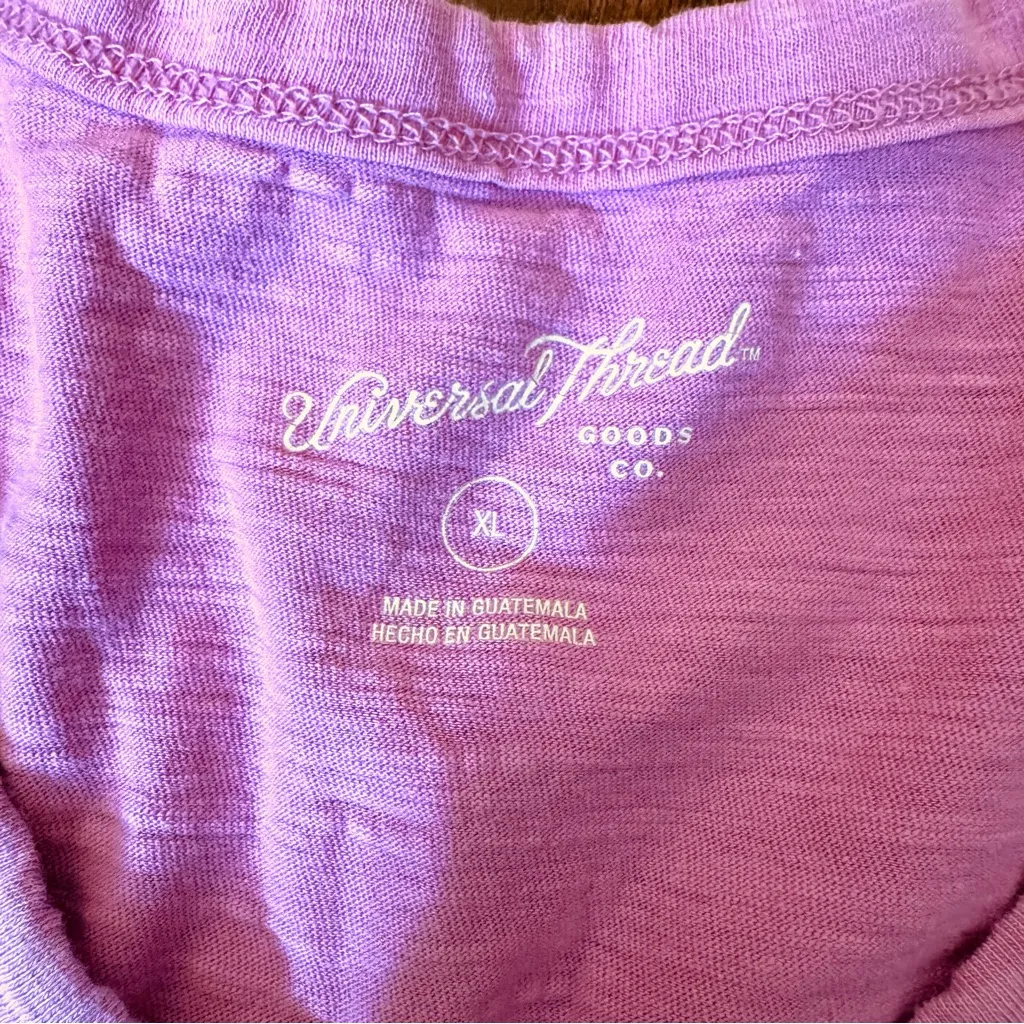 Universal Thread™
GOODS
CO.
XL
MADE IN GUATEMALA
HECHO EN GUATEMALA